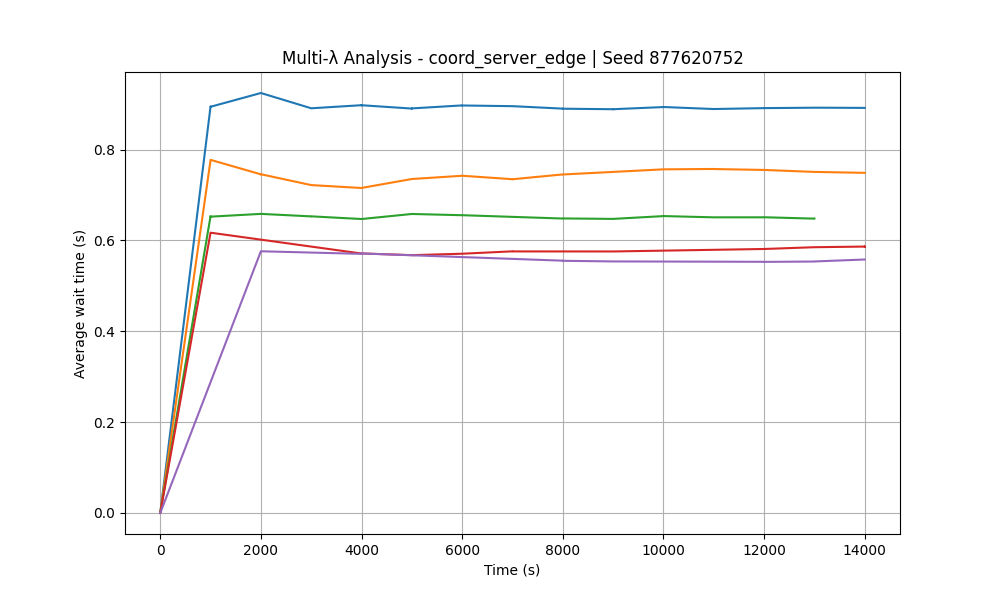 Multi-λ Analysis - coord_server_edge | Seed 877620752
Average wait time (s)
0.8
0.6
0.4
0.2
0.0
0 2000 4000 6000 8000 10000 12000 14000
Time (s)